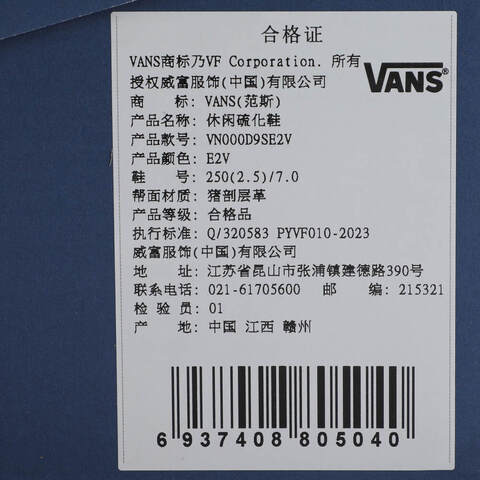 合格证
VANS商标乃VF Corporation. 所有
授权威富服饰(中国)有限公司
VANS®
商 标: VANS(范斯)
产品名称: 休闲硫化鞋
产品款号: VN000D9SE2V
产品颜色: E2V
鞋 号: 250(2.5)/7.0
帮面材质: 猪剖层革
产品等级: 合格品
执行标准: Q/320583 PYVF010-2023
威富服饰(中国)有限公司
地 址: 江苏省昆山市张浦镇建德路390号
联系电话: 021-61705600 邮 编: 215321
检 验 员: 01
产 地: 中国 江西 赣州
6 937408 805040